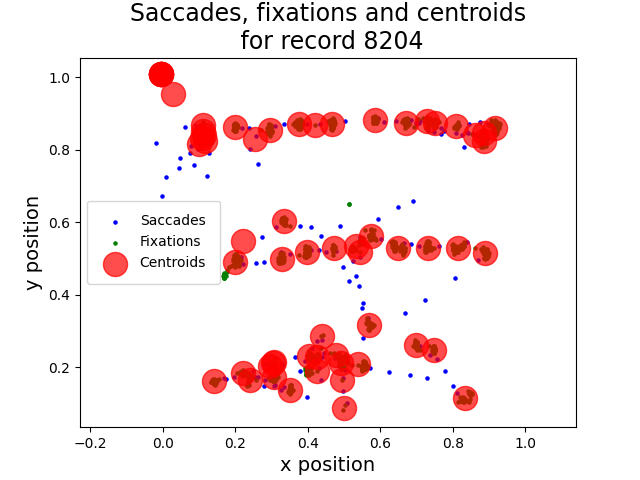 Saccades, fixations and centroids
for record 8204
1.0
0.8
0.6
0.4
0.2
y position
Saccades
Fixations
Centroids
−0.2
0.0
0.2
0.4
0.6
0.8
1.0
x position